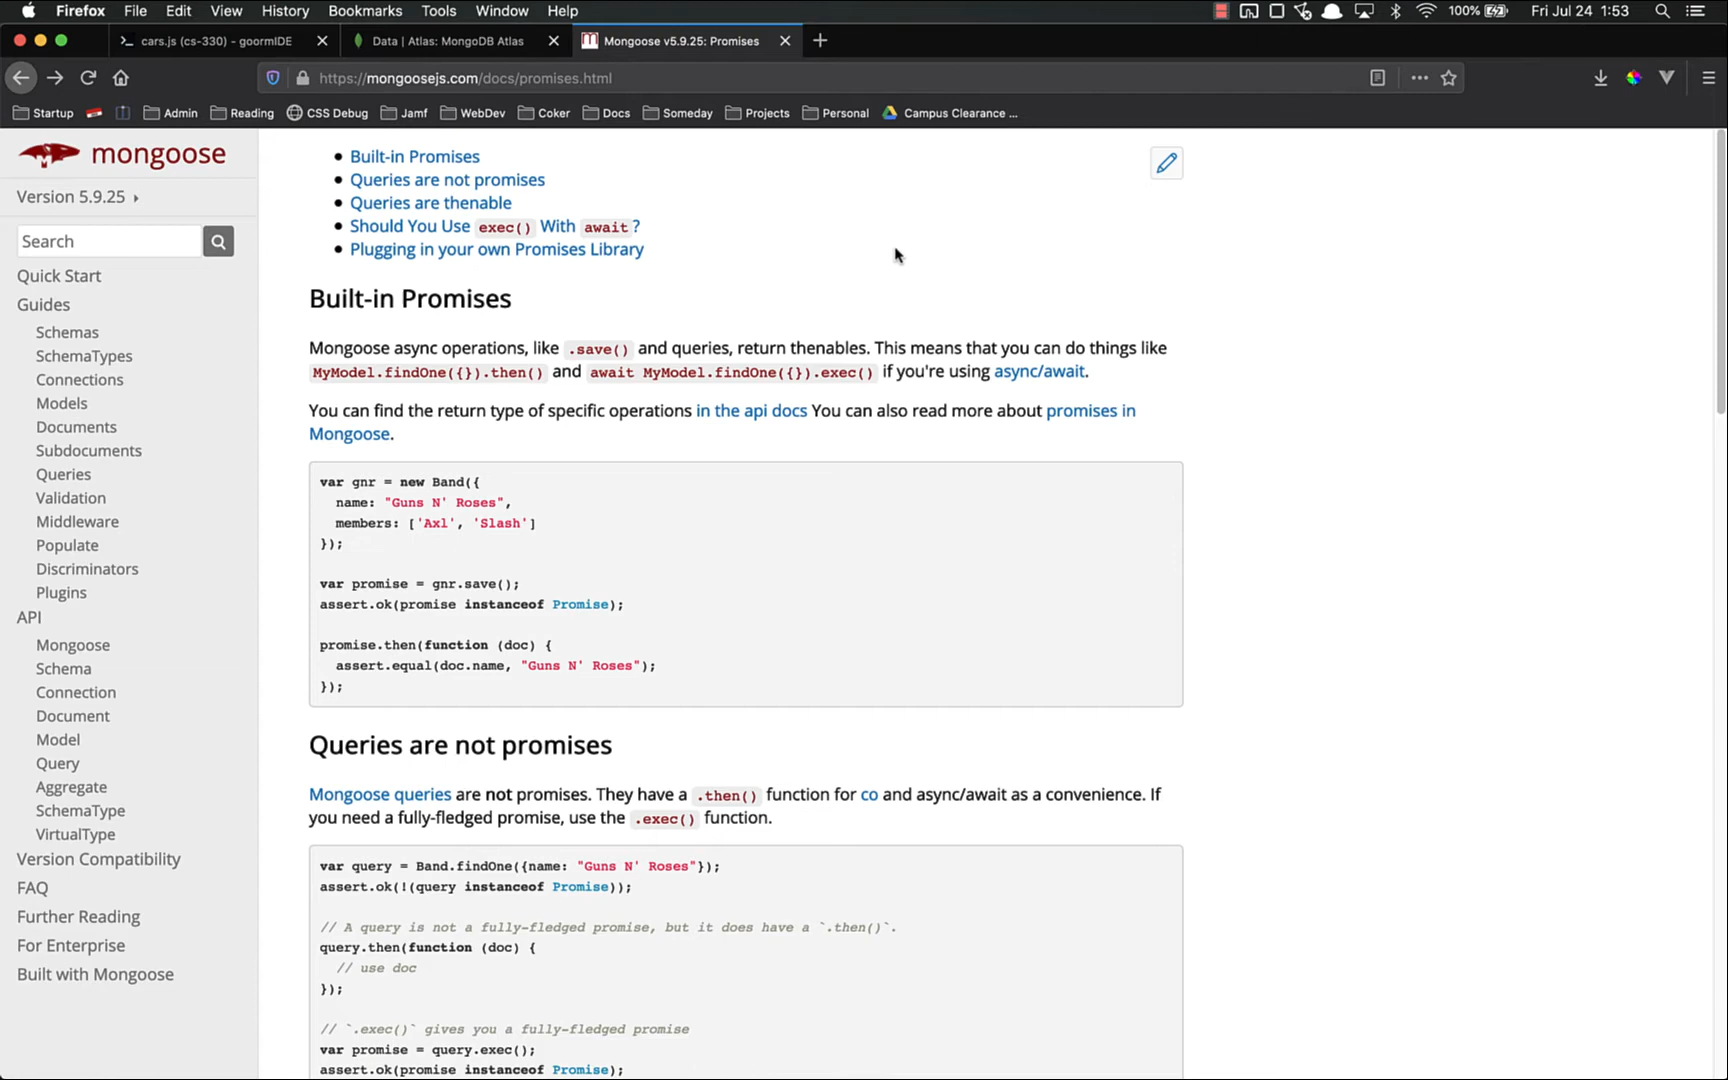 Firefox File Edit View History Bookmarks Tools Window Help 100% Fri Jul 24 1:53
cars.js (cs-330) - goormIDE Data | Atlas: MongoDB Atlas Mongoose v5.9.25: Promises
https://mongoosejs.com/docs/promises.html
Startup Admin Reading CSS Debug Jamf WebDev Coker Docs Someday Projects Personal Campus Clearance ...
mongoose
Version 5.9.25
Search
Quick Start
Guides
Schemas
SchemaTypes
Connections
Models
Documents
Subdocuments
Queries
Validation
Middleware
Populate
Discriminators
Plugins
API
Mongoose
Schema
Connection
Document
Model
Query
Aggregate
SchemaType
VirtualType
Version Compatibility
FAQ
Further Reading
For Enterprise
Built with Mongoose
Built-in Promises
Queries are not promises
Queries are thenable
Should You Use exec() With await?
Plugging in your own Promises Library
Built-in Promises
Mongoose async operations, like .save() and queries, return thenables. This means that you can do things like
MyModel.findOne({}).then() and await MyModel.findOne({}).exec() if you're using async/await.
You can find the return type of specific operations in the api docs You can also read more about promises in
Mongoose.
var gnr = new Band({
name: "Guns N' Roses",
members: ['Axl', 'Slash']
});
var promise = gnr.save();
assert.ok(promise instanceof Promise);
promise.then(function (doc) {
assert.equal(doc.name, "Guns N' Roses");
});
Queries are not promises
Mongoose queries are not promises. They have a .then() function for co and async/await as a convenience. If
you need a fully-fledged promise, use the .exec() function.
var query = Band.findOne({name: "Guns N' Roses"});
assert.ok(!(query instanceof Promise));
// A query is not a fully-fledged promise, but it does have a `.then()`.
query.then(function (doc) {
// use doc
});
// `.exec()` gives you a fully-fledged promise
var promise = query.exec();
assert.ok(promise instanceof Promise);